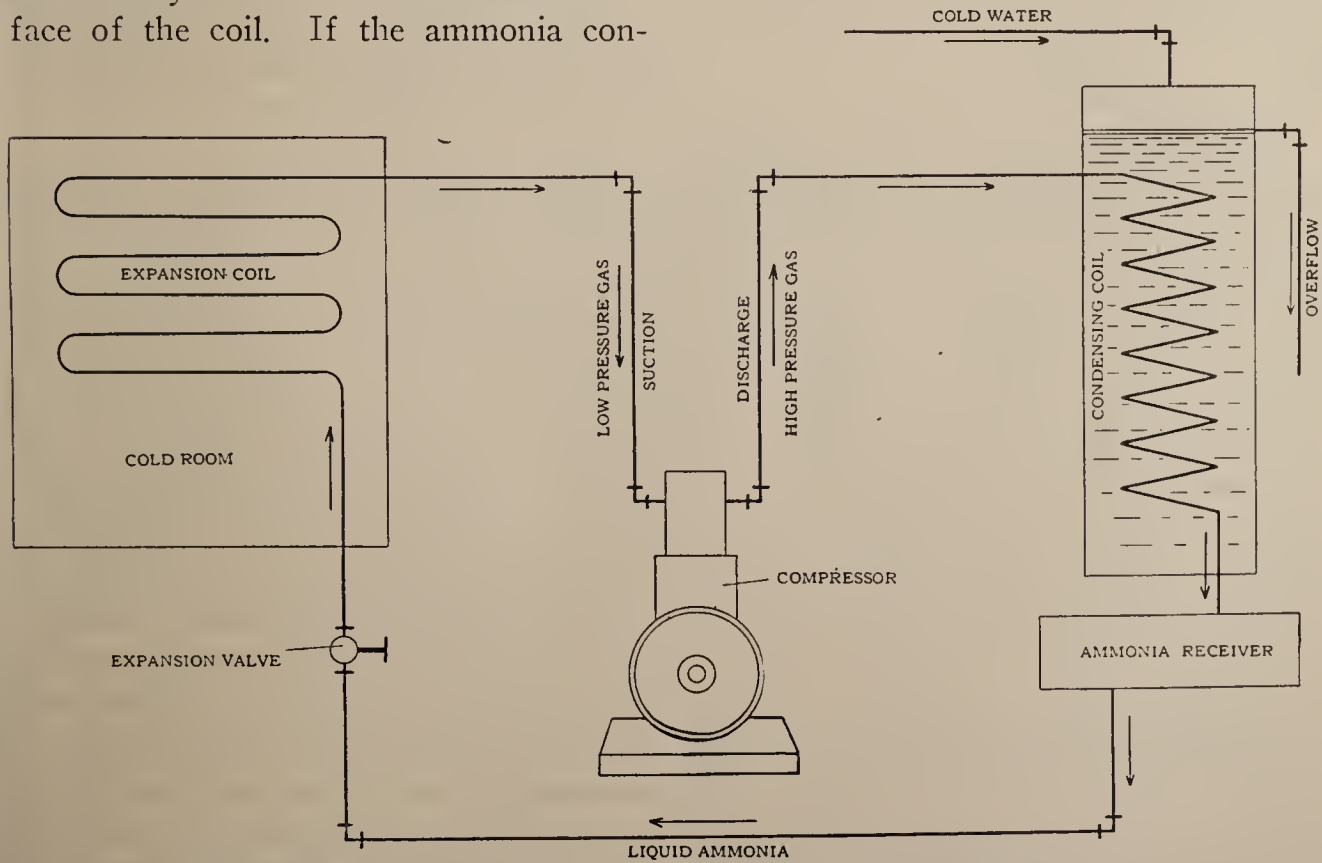 face of the coil. If the ammonia con-
COLD WATER
EXPANSION COIL
COLD ROOM
LOW PRESSURE GAS
SUCTION
DISCHARGE
HIGH PRESSURE GAS
CONDENSING COIL
OVERFLOW
COMPRESSOR
EXPANSION VALVE
AMMONIA RECEIVER
LIQUID AMMONIA